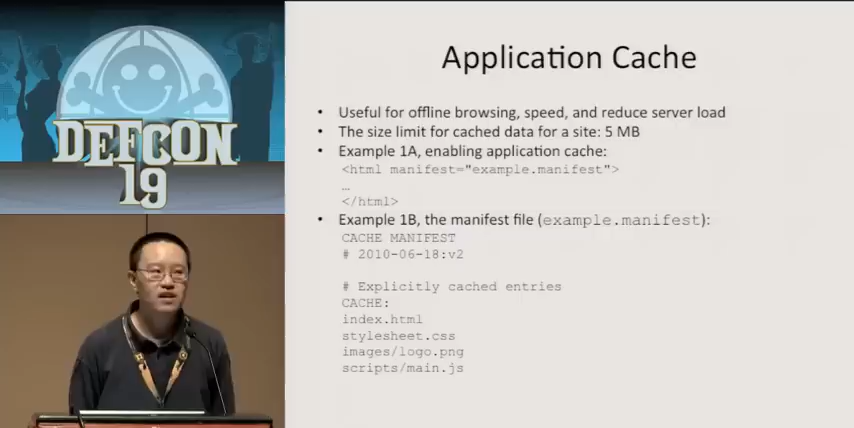 DEFCON
19
Application Cache
• Useful for offline browsing, speed, and reduce server load
• The size limit for cached data for a site: 5 MB
• Example 1A, enabling application cache:
<html manifest="example.manifest">
…
</html>
• Example 1B, the manifest file (example.manifest):
CACHE MANIFEST
# 2010-06-18:v2
# Explicitly cached entries
CACHE:
index.html
stylesheet.css
images/logo.png
scripts/main.js